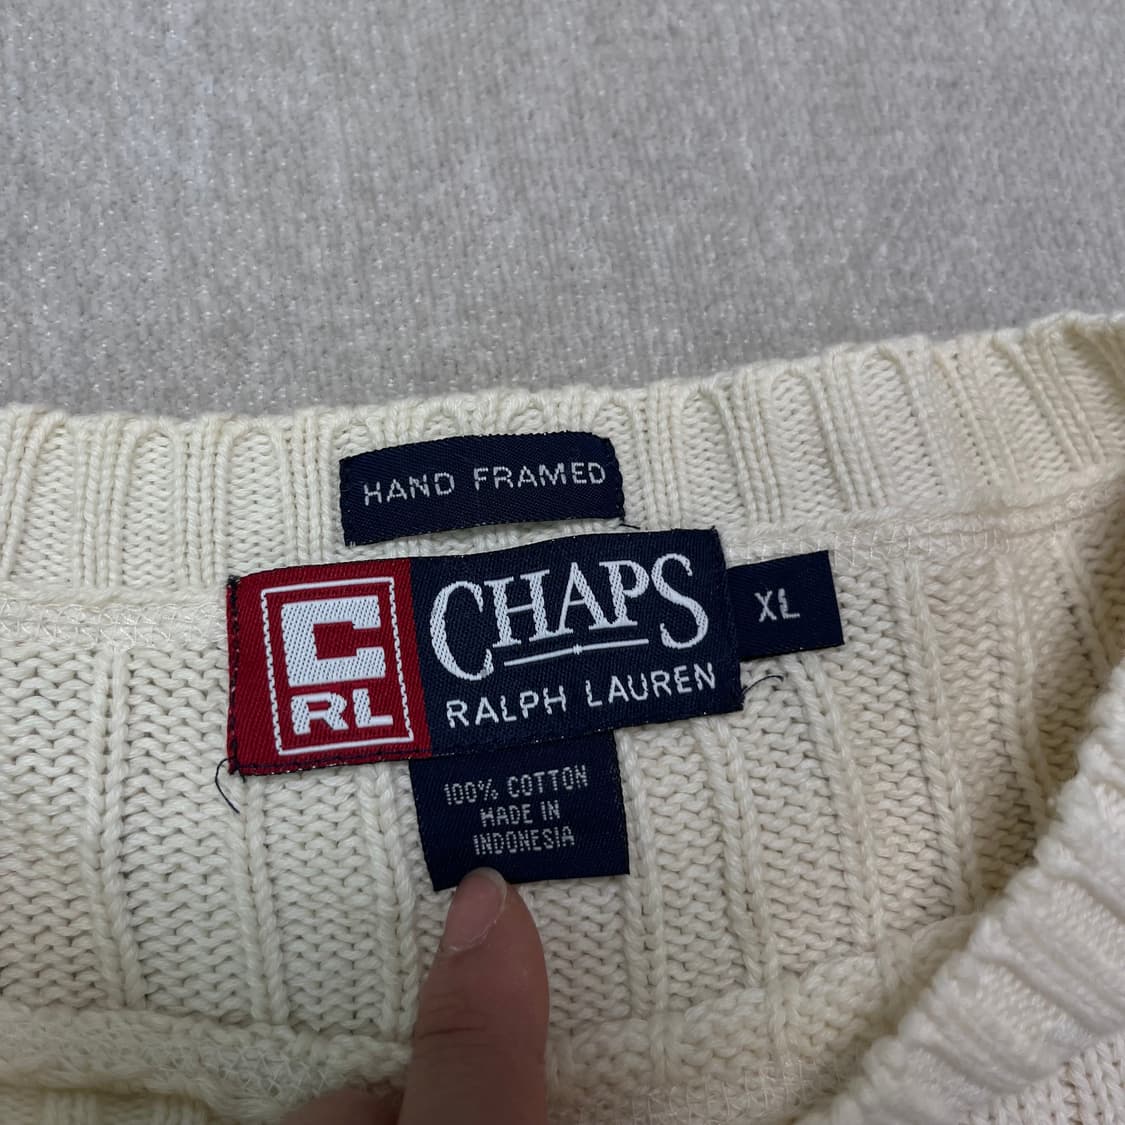 HAND FRAMED
C
RL
CHAPS
RALPH LAUREN
XL
100% COTTON
MADE IN
INDONESIA